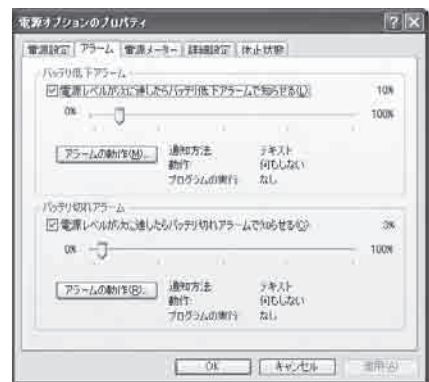 電源オプションのプロパティ
電源設定 アラーム 電源メーター 詳細設定 休止状態
バッテリ低下アラーム
電源レベルが次に達したらバッテリ低下アラームで知らせる(L) 10%
0% 100%
アラームの動作(M)... 通知方法 テキスト
動作 何もしない
プログラムの実行 なし
バッテリ切れアラーム
電源レベルが次に達したらバッテリ切れアラームで知らせる(C) 3%
0% 100%
アラームの動作(R)... 通知方法 テキスト
動作: 何もしない
プログラムの実行 なし
OK キャンセル 適用(A)